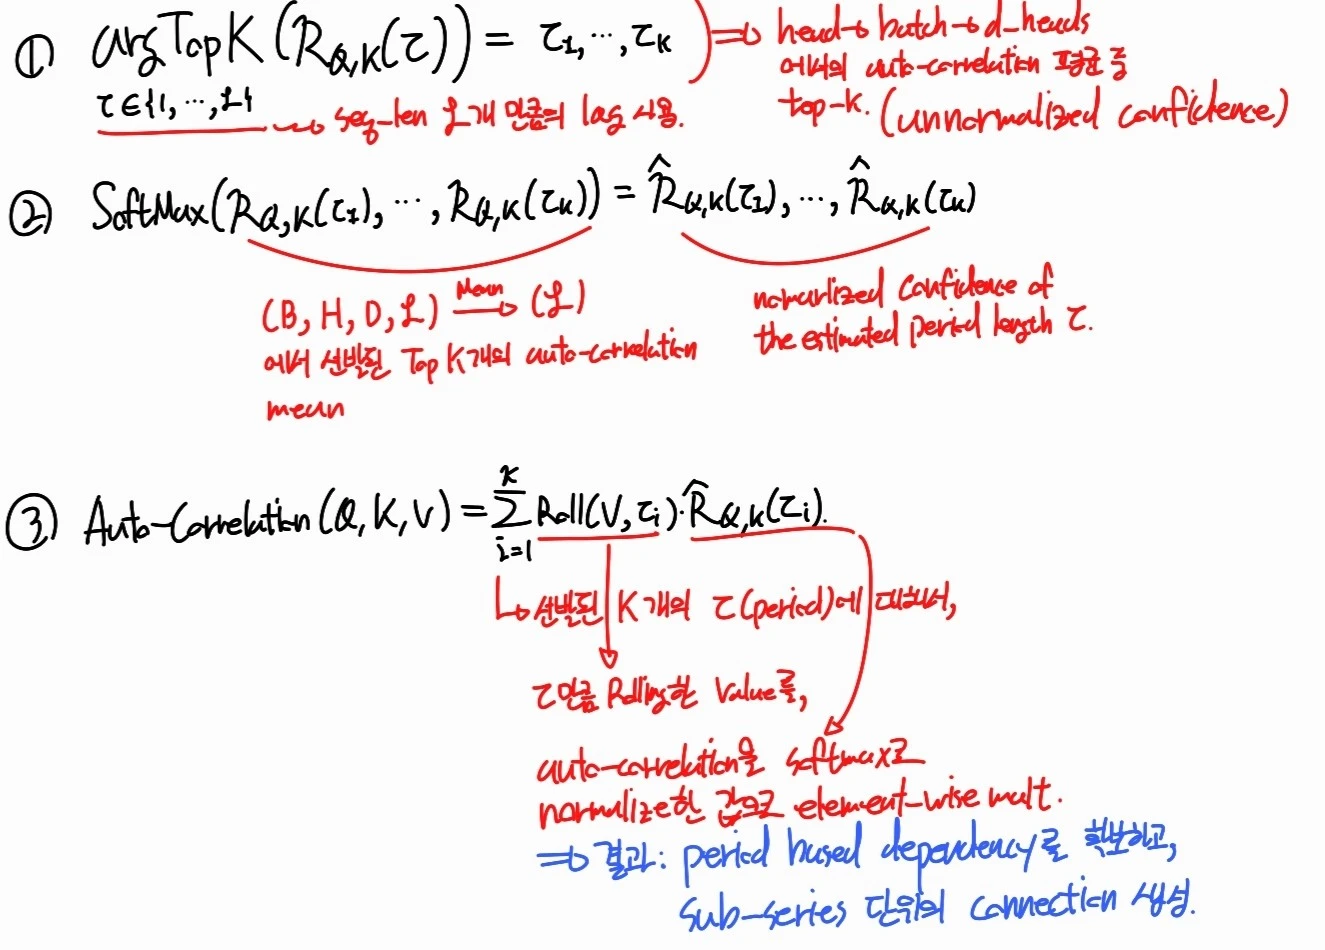 ① argTopK(R_{Q,K}(τ)) = τ_1, ⋯, τ_K
τ∈{1, ⋯, L}
→ seq-len L개 만큼의 lag 사용.
⇒ head → batch → d_heads
에서의 auto-correlation 평균 중
top-k. (unnormalized confidence)
② SoftMax(R_{Q,K}(τ_1), ⋯, R_{Q,K}(τ_K)) = R̂_{Q,K}(τ_1), ⋯, R̂_{Q,K}(τ_K)
(B, H, D, L) \xrightarrow{Mean} (L)
에서 선발된 Top K개의 auto-correlation
mean
normarlized confidence of
the estimated period length τ.
③ Auto-Correlation(Q, K, V) = \sum_{i=1}^{K} Roll(V, τ_i)·R̂_{Q,K}(τ_i).
↳ 선발된 K개의 τ(period)에 대해서,
τ만큼 Rolling한 Value를,
auto-correlation을 softmax로
normalize한 값으로 element-wise mult.
⇒ 결과: period based dependency를 확보하고,
sub-series 단위의 connection 생성.